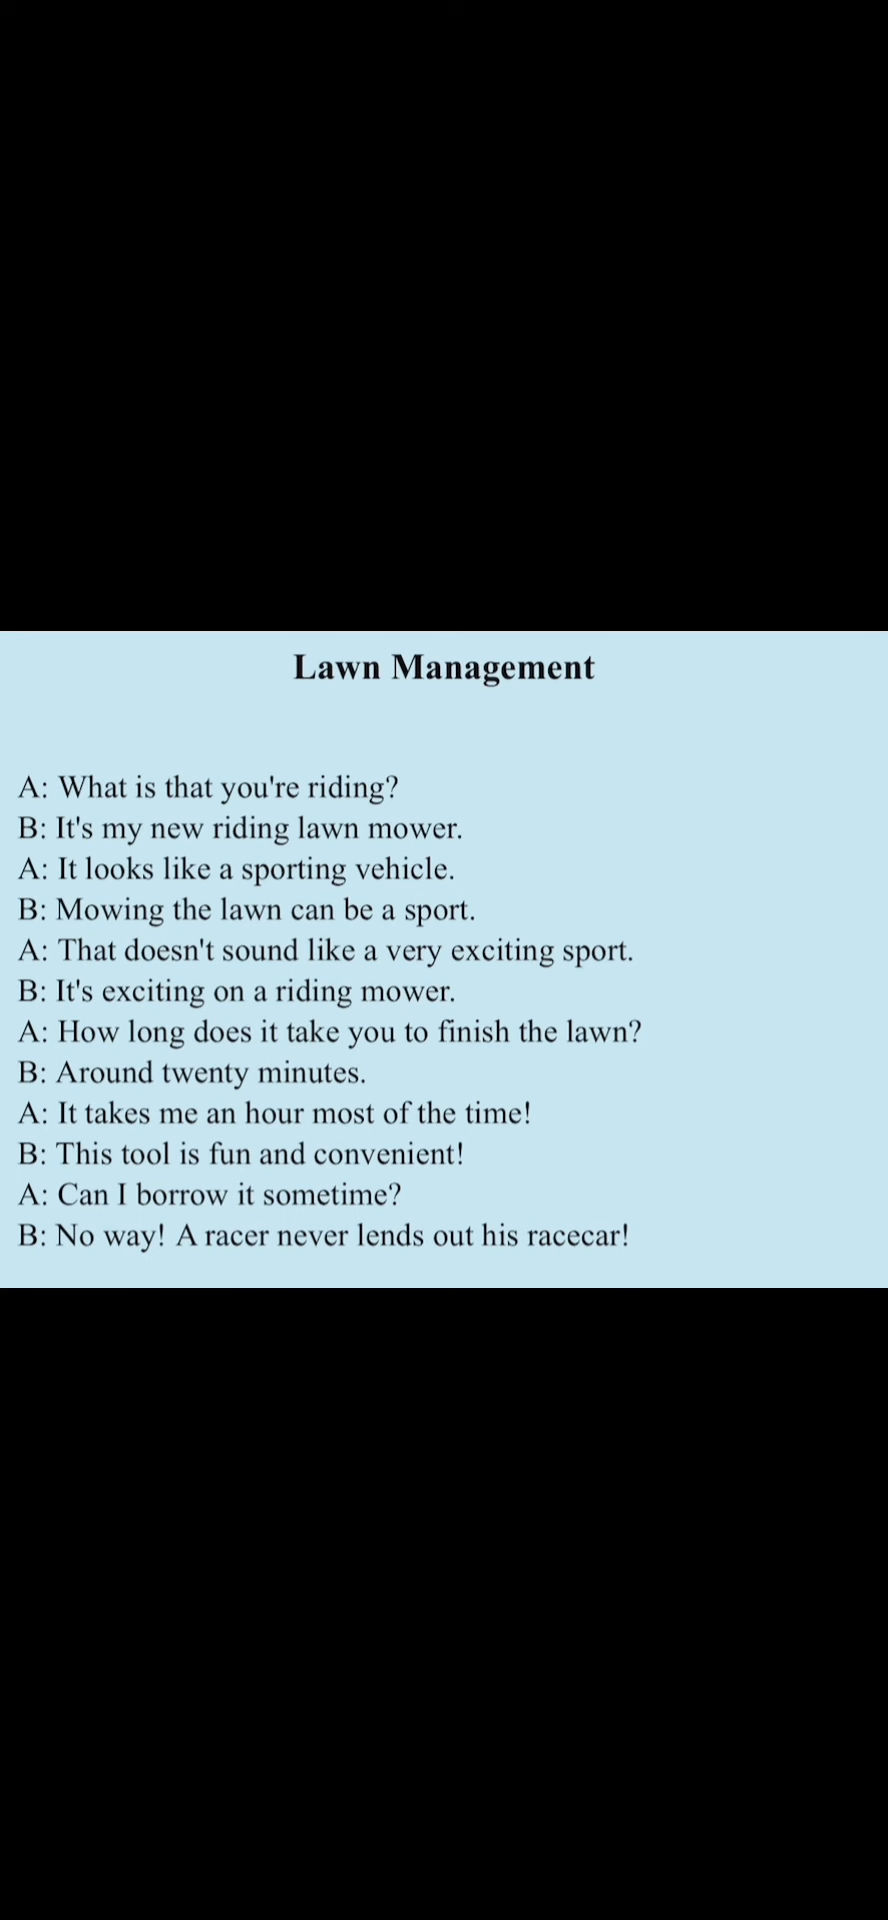 Lawn Management
A: What is that you're riding?
B: It's my new riding lawn mower.
A: It looks like a sporting vehicle.
B: Mowing the lawn can be a sport.
A: That doesn't sound like a very exciting sport.
B: It's exciting on a riding mower.
A: How long does it take you to finish the lawn?
B: Around twenty minutes.
A: It takes me an hour most of the time!
B: This tool is fun and convenient!
A: Can I borrow it sometime?
B: No way! A racer never lends out his racecar!